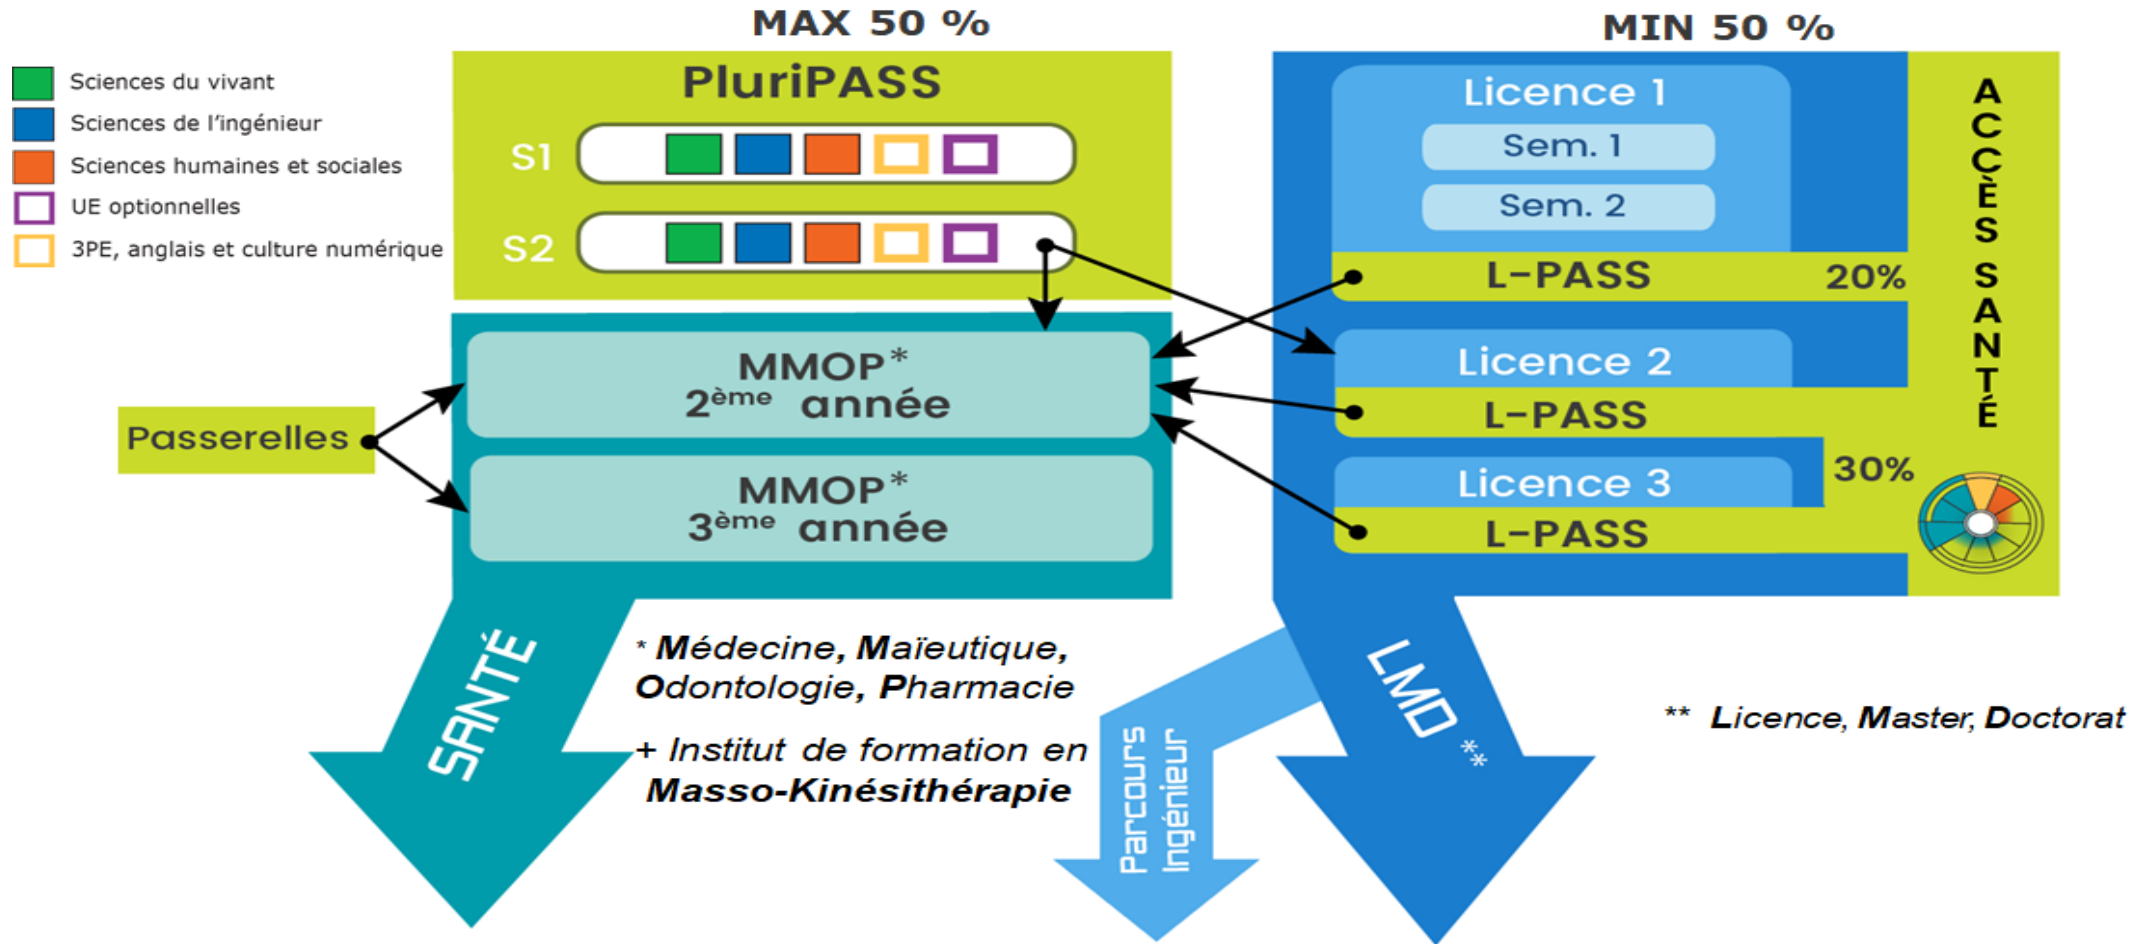 MAX 50 %
MIN 50 %
Sciences du vivant
Sciences de l'ingénieur
Sciences humaines et sociales
UE optionnelles
3PE, anglais et culture numérique
PluriPASS
S1
S2
MMOP*
2ème année
MMOP*
3ème année
Passerelles
Licence 1
Sem. 1
Sem. 2
L-PASS
20%
Licence 2
L-PASS
30%
Licence 3
L-PASS
ACCÈS SANTÉ
SANTÉ
* Médecine, Maïeutique,
Odontologie, Pharmacie
+ Institut de formation en
Masso-Kinésithérapie
Parcours
Ingénieur
LMD **
** Licence, Master, Doctorat